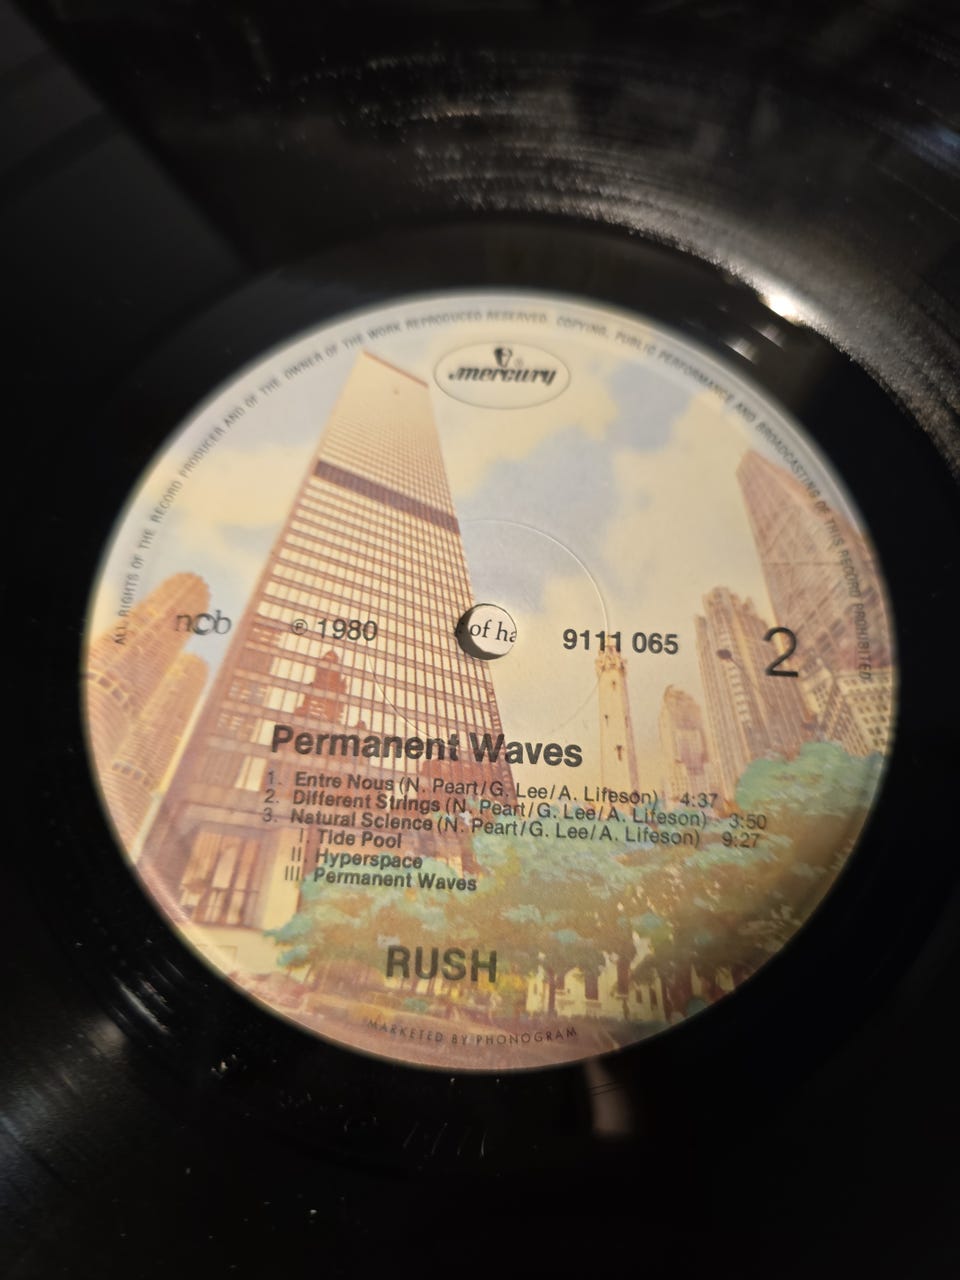 ALL RIGHTS OF THE RECORD PRODUCER AND OF THE OWNER OF THE WORK REPRODUCED RESERVED. COPYING, PUBLIC PERFORMANCE AND BROADCASTING OF THIS RECORD PROHIBITED
mercury
ncb
℗ 1980
of ha
9111 065
2
Permanent Waves
1. Entre Nous (N. Peart/G. Lee/A. Lifeson) 4:37
2. Different Strings (N. Peart/G. Lee/A. Lifeson) 3:50
3. Natural Science (N. Peart/G. Lee/A. Lifeson) 9:27
I. Tide Pool
II. Hyperspace
III. Permanent Waves
RUSH
MARKETED BY PHONOGRAM